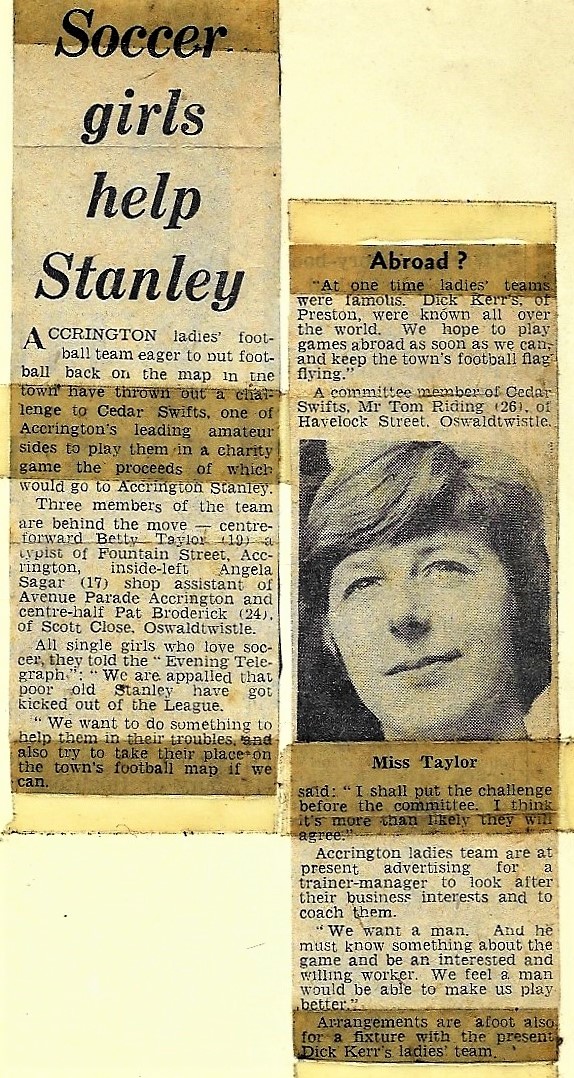 Soccer
girls
help
Stanley
ACCRINGTON ladies' foot-
ball team eager to put foot-
ball back on the map in the
town have thrown out a chal-
lenge to Cedar Swifts, one of
Accrington's leading amateur
sides to play them in a charity
game the proceeds of which
would go to Accrington Stanley.
Three members of the team
are behind the move — centre-
forward Betty Taylor (19) a
typist of Fountain Street, Acc-
rington, inside-left Angela
Sagar (17) shop assistant of
Avenue Parade Accrington and
centre-half Pat Broderick (24),
of Scott Close, Oswaldtwistle.
All single girls who love soc-
cer, they told the "Evening Tele-
graph": "We are appalled that
poor old Stanley have got
kicked out of the League.
"We want to do something to
help them in their troubles, and
also try to take their place on
the town's football map if we
can.
Abroad ?
"At one time ladies' teams
were famous. Dick Kerr's, of
Preston, were known all over
the world. We hope to play
games abroad as soon as we can,
and keep the town's football flag
flying."
A committee member of Cedar
Swifts, Mr Tom Riding (26), of
Havelock Street, Oswaldtwistle,
Miss Taylor
said: "I shall put the challenge
before the committee. I think
it's more than likely they will
agree."
Accrington ladies team are at
present advertising for a
trainer-manager to look after
their business interests and to
coach them.
"We want a man. And he
must know something about the
game and be an interested and
willing worker. We feel a man
would be able to make us play
better."
Arrangements are afoot also
for a fixture with the present
Dick Kerr's ladies' team.